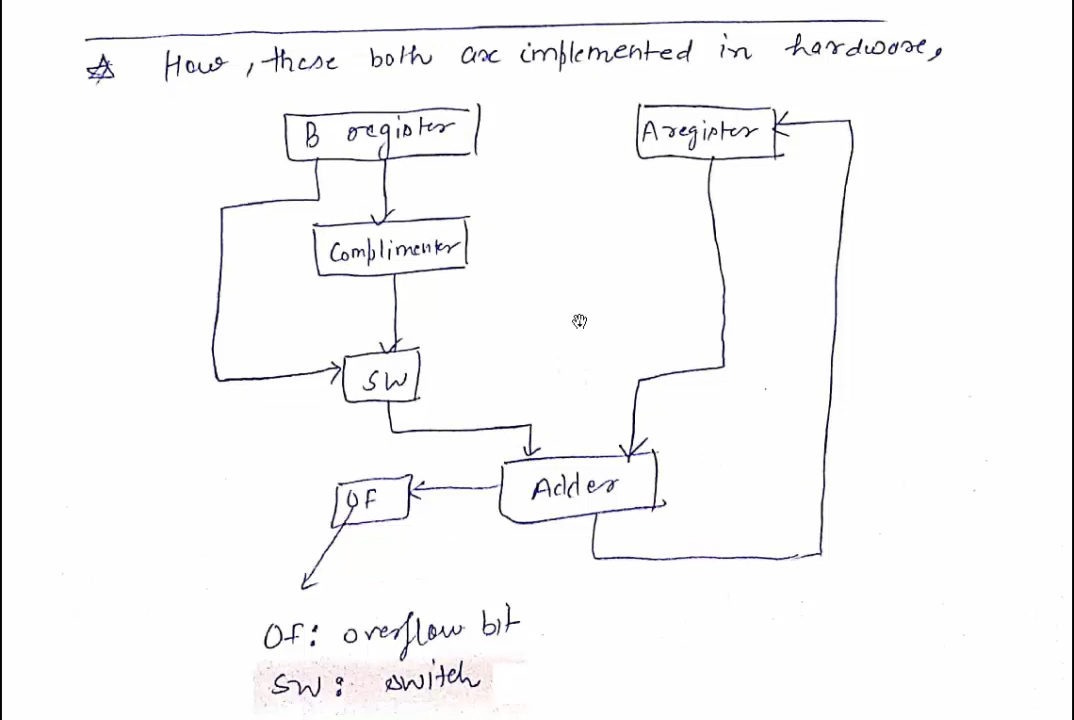 How, these both are implemented in hardware,
B register
A register
Complimenter
SW
OF
Adder
Of: overflow bit
SW: switch